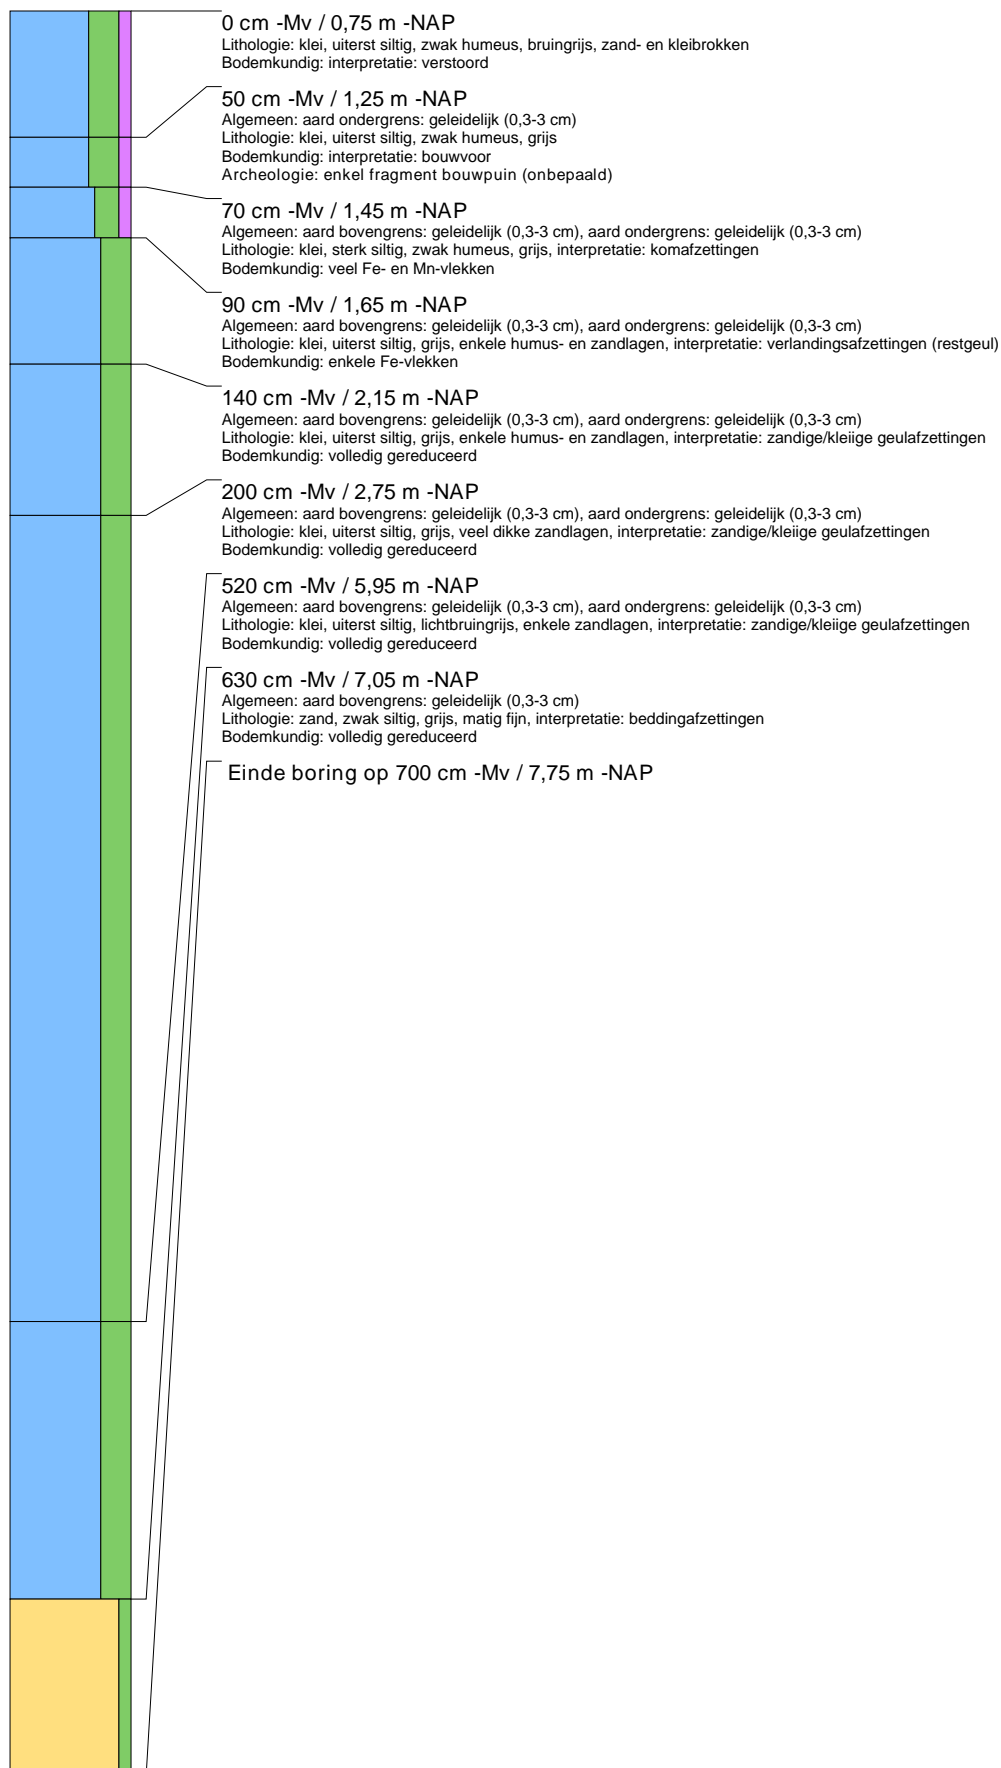 0 cm -Mv / 0,75 m -NAP
Lithologie: klei, uiterst siltig, zwak humeus, bruingrijs, zand- en kleibrokken
Bodemkundig: interpretatie: verstoord
50 cm -Mv / 1,25 m -NAP
Algemeen: aard ondergrens: geleidelijk (0,3-3 cm)
Lithologie: klei, uiterst siltig, zwak humeus, grijs
Bodemkundig: interpretatie: bouwvoor
Archeologie: enkel fragment bouwpuin (onbepaald)
70 cm -Mv / 1,45 m -NAP
Algemeen: aard bovengrens: geleidelijk (0,3-3 cm), aard ondergrens: geleidelijk (0,3-3 cm)
Lithologie: klei, sterk siltig, zwak humeus, grijs, interpretatie: komafzettingen
Bodemkundig: veel Fe- en Mn-vlekken
90 cm -Mv / 1,65 m -NAP
Algemeen: aard bovengrens: geleidelijk (0,3-3 cm), aard ondergrens: geleidelijk (0,3-3 cm)
Lithologie: klei, uiterst siltig, grijs, enkele humus- en zandlagen, interpretatie: verlandingsafzettingen (restgeul)
Bodemkundig: enkele Fe-vlekken
140 cm -Mv / 2,15 m -NAP
Algemeen: aard bovengrens: geleidelijk (0,3-3 cm), aard ondergrens: geleidelijk (0,3-3 cm)
Lithologie: klei, uiterst siltig, grijs, enkele humus- en zandlagen, interpretatie: zandige/kleiige geulafzettingen
Bodemkundig: volledig gereduceerd
200 cm -Mv / 2,75 m -NAP
Algemeen: aard bovengrens: geleidelijk (0,3-3 cm), aard ondergrens: geleidelijk (0,3-3 cm)
Lithologie: klei, uiterst siltig, grijs, veel dikke zandlagen, interpretatie: zandige/kleiige geulafzettingen
Bodemkundig: volledig gereduceerd
520 cm -Mv / 5,95 m -NAP
Algemeen: aard bovengrens: geleidelijk (0,3-3 cm), aard ondergrens: geleidelijk (0,3-3 cm)
Lithologie: klei, uiterst siltig, lichtbruingrijs, enkele zandlagen, interpretatie: zandige/kleiige geulafzettingen
Bodemkundig: volledig gereduceerd
630 cm -Mv / 7,05 m -NAP
Algemeen: aard bovengrens: geleidelijk (0,3-3 cm)
Lithologie: zand, zwak siltig, grijs, matig fijn, interpretatie: beddingafzettingen
Bodemkundig: volledig gereduceerd
Einde boring op 700 cm -Mv / 7,75 m -NAP